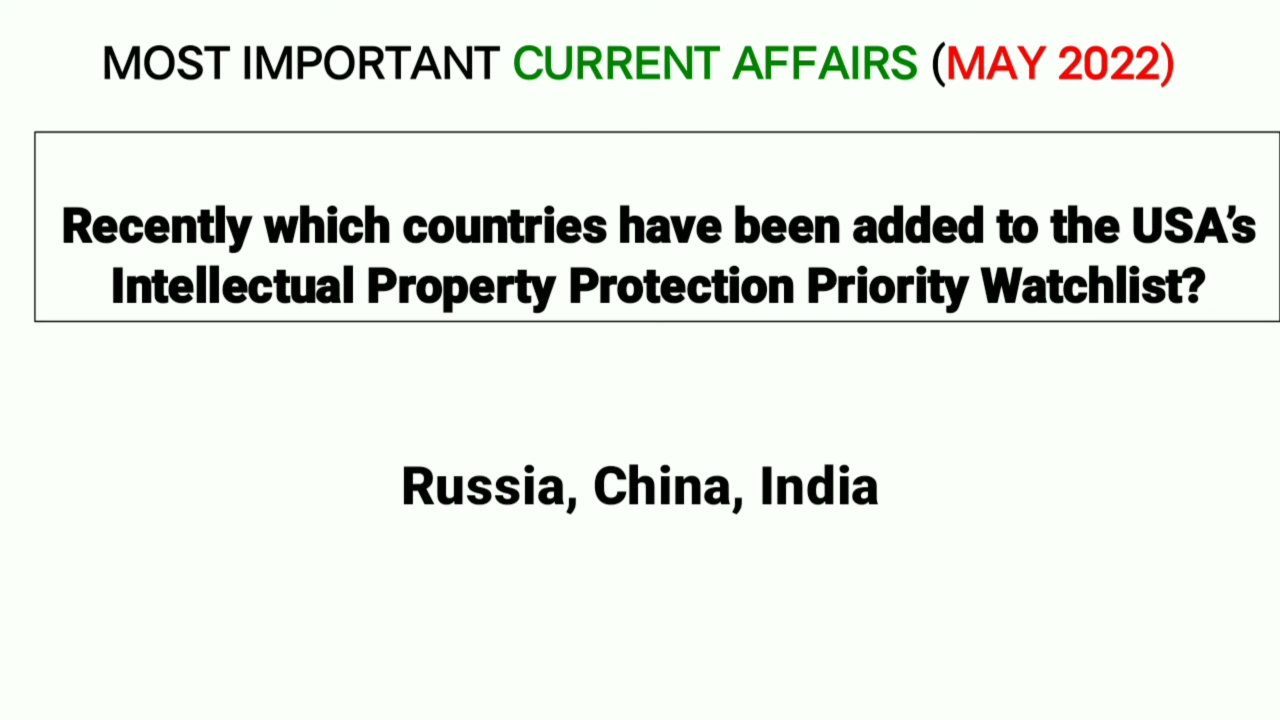 MOST IMPORTANT CURRENT AFFAIRS (MAY 2022)
Recently which countries have been added to the USA’s
Intellectual Property Protection Priority Watchlist?
Russia, China, India